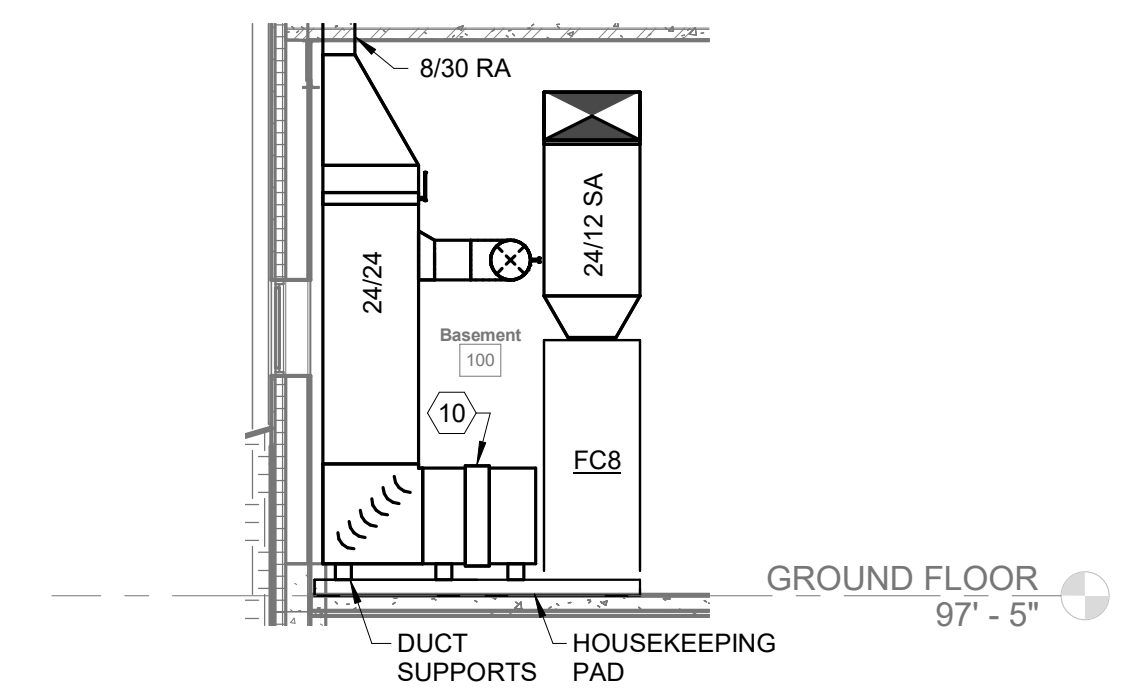 8/30 RA
24/12 SA
24/24
Basement
100
10
FC8
GROUND FLOOR
97' - 5"
DUCT
SUPPORTS
HOUSEKEEPING
PAD